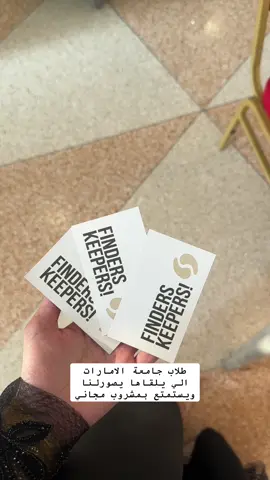 FINDERS
KEEPERS!
FINDERS
KEEPERS!
FINDERS
KEEPERS!
طلاب جامعة الامارات
الي يلقاها يصورلنا
ويستمتع بمشروب مجاني